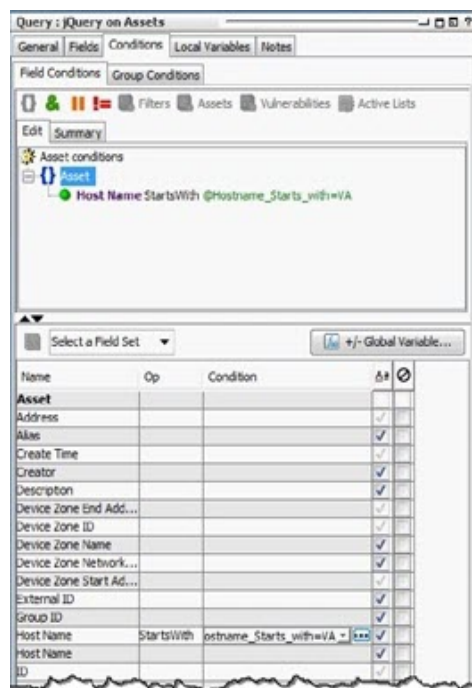 Query : jQuery on Assets
General Fields Conditions Local Variables Notes
Field Conditions Group Conditions
{} & || != Filters Assets Vulnerabilities Active Lists
Edit Summary
Asset conditions
{} Asset
Host Name StartsWith @Hostname_Starts_with=VA
Select a Field Set +/- Global Variable...
Name Op Condition
Asset
Address
Alias
Create Time
Creator
Description
Device Zone End Add...
Device Zone ID
Device Zone Name
Device Zone Network...
Device Zone Start Ad...
External ID
Group ID
Host Name StartsWith ostname_Starts_with=VA
Host Name
ID